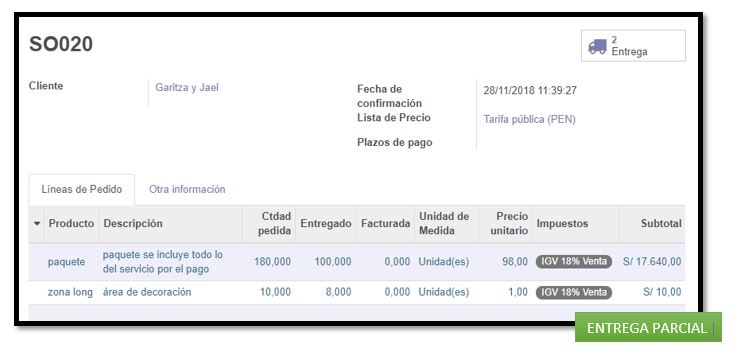 SO020
2
Entrega
Cliente
Garitza y Jael
Fecha de
confirmación
28/11/2018 11:39:27
Lista de Precio
Tarifa pública (PEN)
Plazos de pago
Líneas de Pedido
Otra información
Producto Descripción Ctdad pedida Entregado Facturada Unidad de Medida Precio unitario Impuestos Subtotal
paquete paquete se incluye todo lo del servicio por el pago 180,000 100,000 0,000 Unidad(es) 98,00 IGV 18% Venta S/ 17.640,00
zona long área de decoración 10,000 8,000 0,000 Unidad(es) 1,00 IGV 18% Venta S/ 10,00
ENTREGA PARCIAL